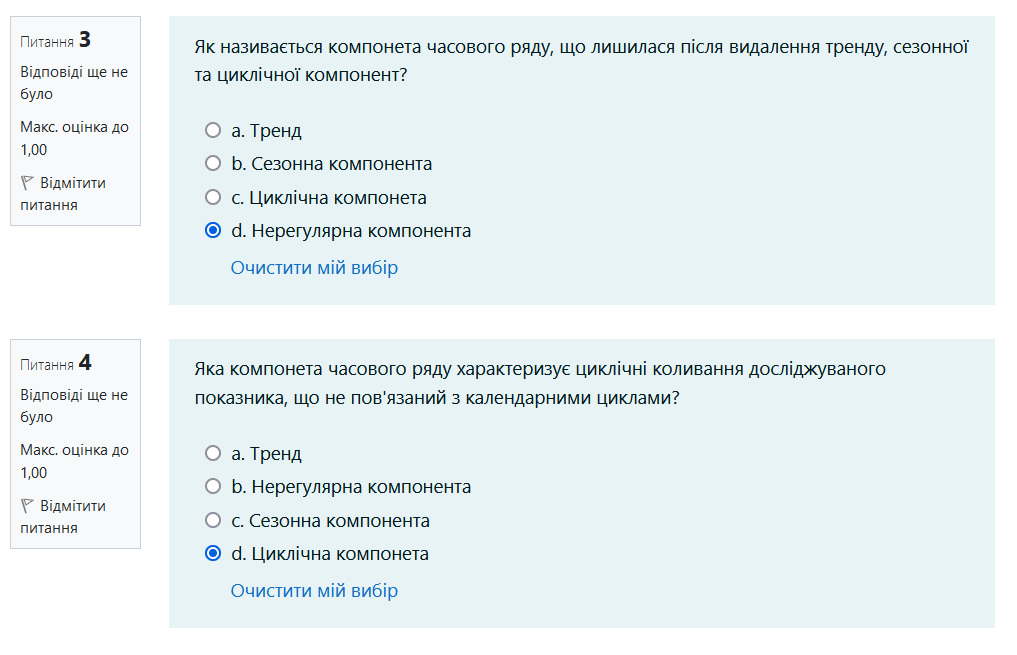 Питання 3
Відповіді ще не
було
Макс. оцінка до
1,00
Відмітити
питання
Як називається компонета часового ряду, що лишилася після видалення тренду, сезонної
та циклічної компонент?
a. Тренд
b. Сезонна компонента
c. Циклічна компонета
d. Нерегулярна компонента
Очистити мій вибір
Питання 4
Відповіді ще не
було
Макс. оцінка до
1,00
Відмітити
питання
Яка компонета часового ряду характеризує циклічні коливання досліджуваного
показника, що не пов'язаний з календарними циклами?
a. Тренд
b. Нерегулярна компонента
c. Сезонна компонента
d. Циклічна компонета
Очистити мій вибір